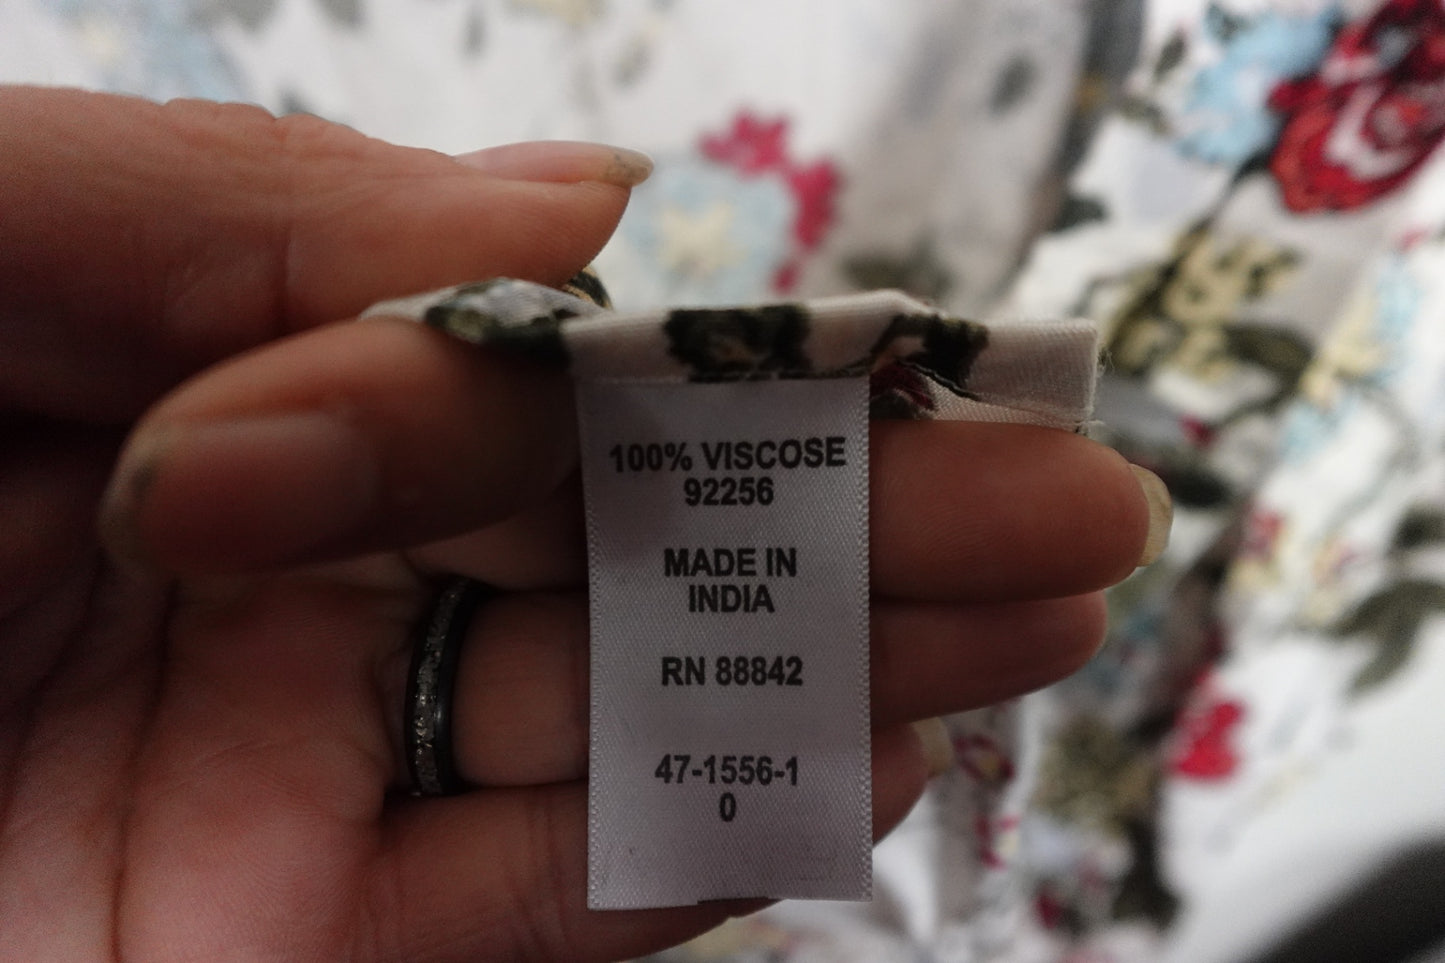 100% VISCOSE
92256
MADE IN
INDIA
RN 88842
47-1556-1
0